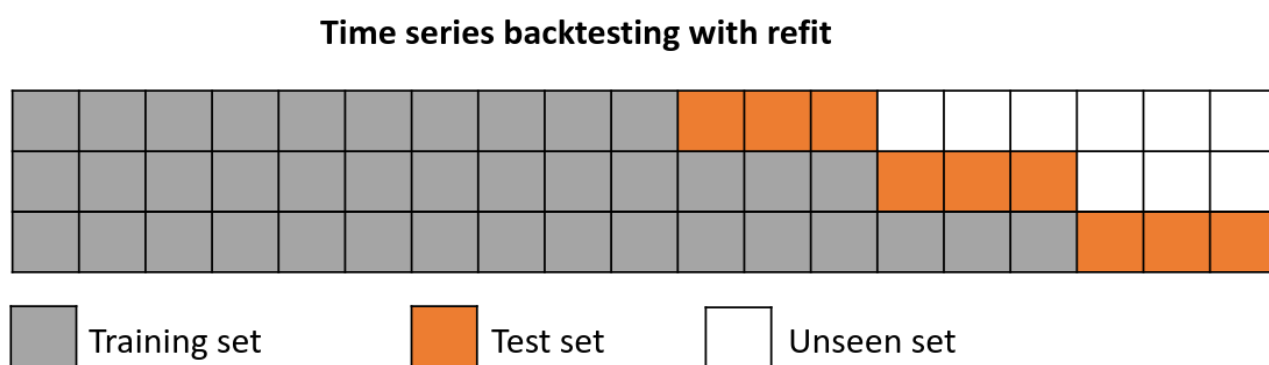 Time series backtesting with refit
Training set
Test set
Unseen set